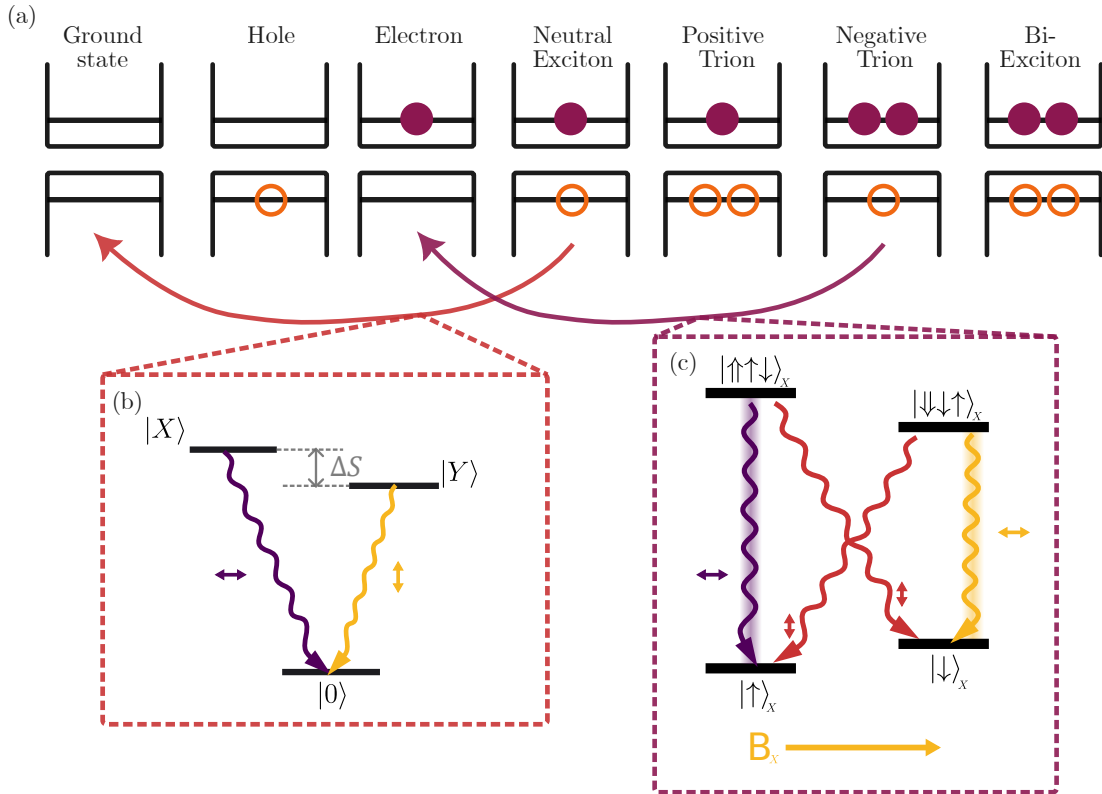 (a)
Ground
state
Hole
Electron
Neutral
Exciton
Positive
Trion
Negative
Trion
Bi-
Exciton
(b)
|X⟩
ΔS
|Y⟩
|0⟩
(c)
|⇑↑↓⟩X
|⇓↓↑⟩X
|↑⟩X
|↓⟩X
BX